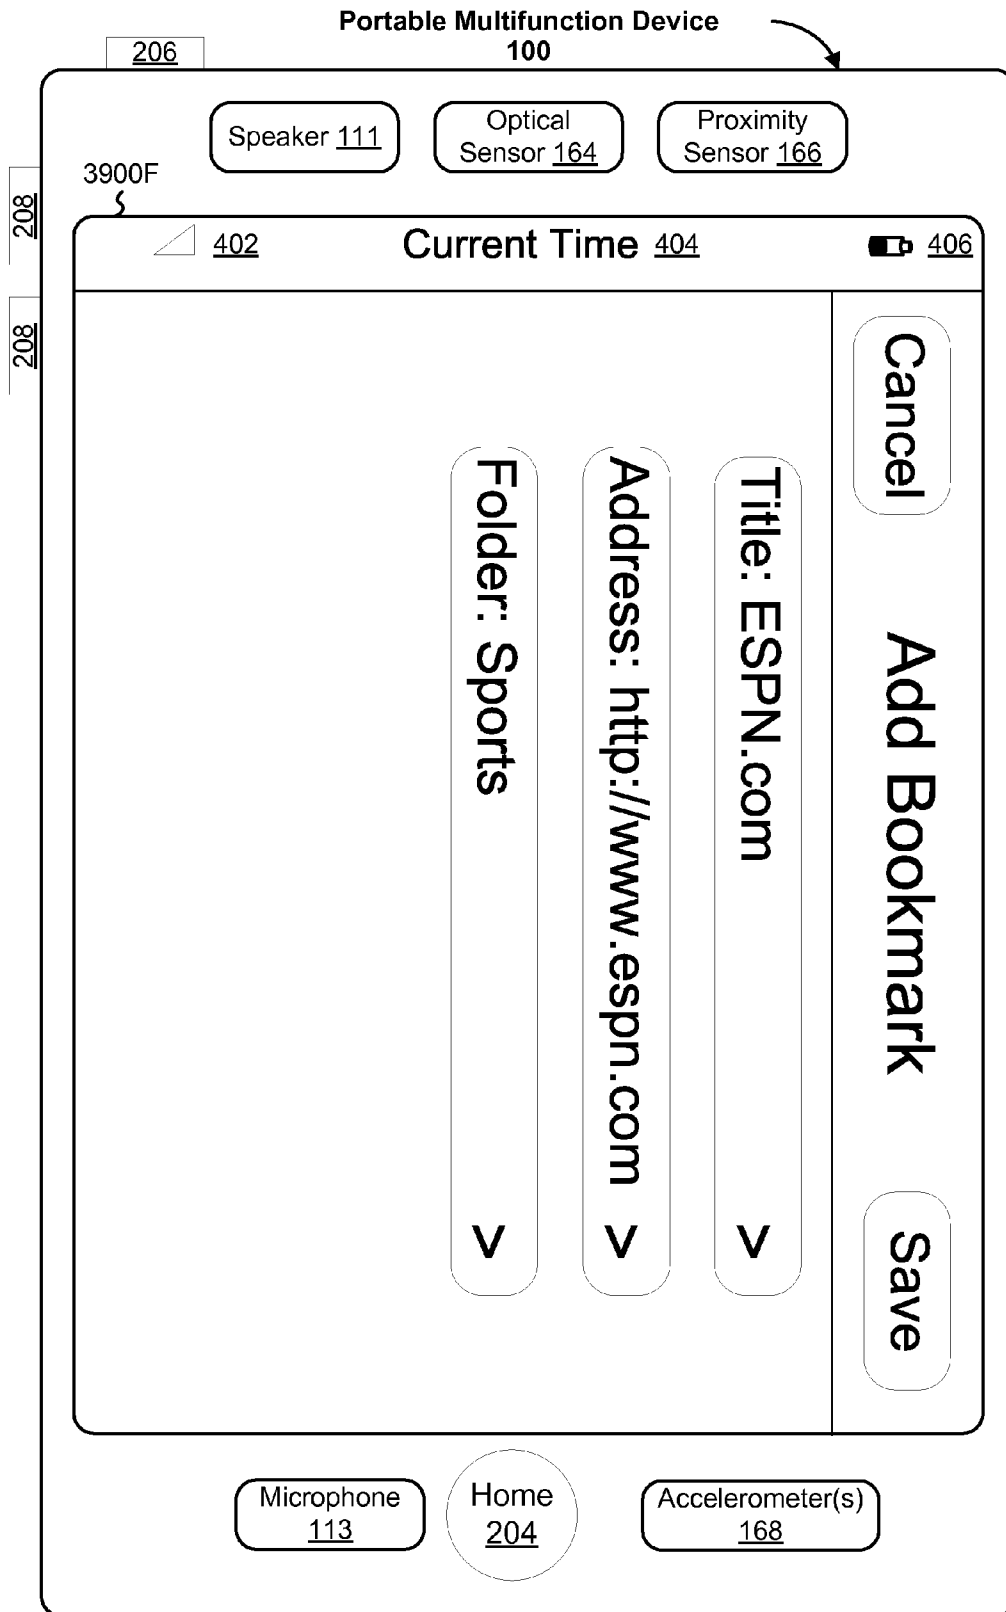 Portable Multifunction Device
100
206
Speaker 111
Optical
Sensor 164
Proximity
Sensor 166
208
208
3900F
402
Current Time 404
406
Cancel
Add Bookmark
Save
Title: ESPN.com >
Address: http://www.espn.com >
Folder: Sports >
Microphone
113
Home
204
Accelerometer(s)
168